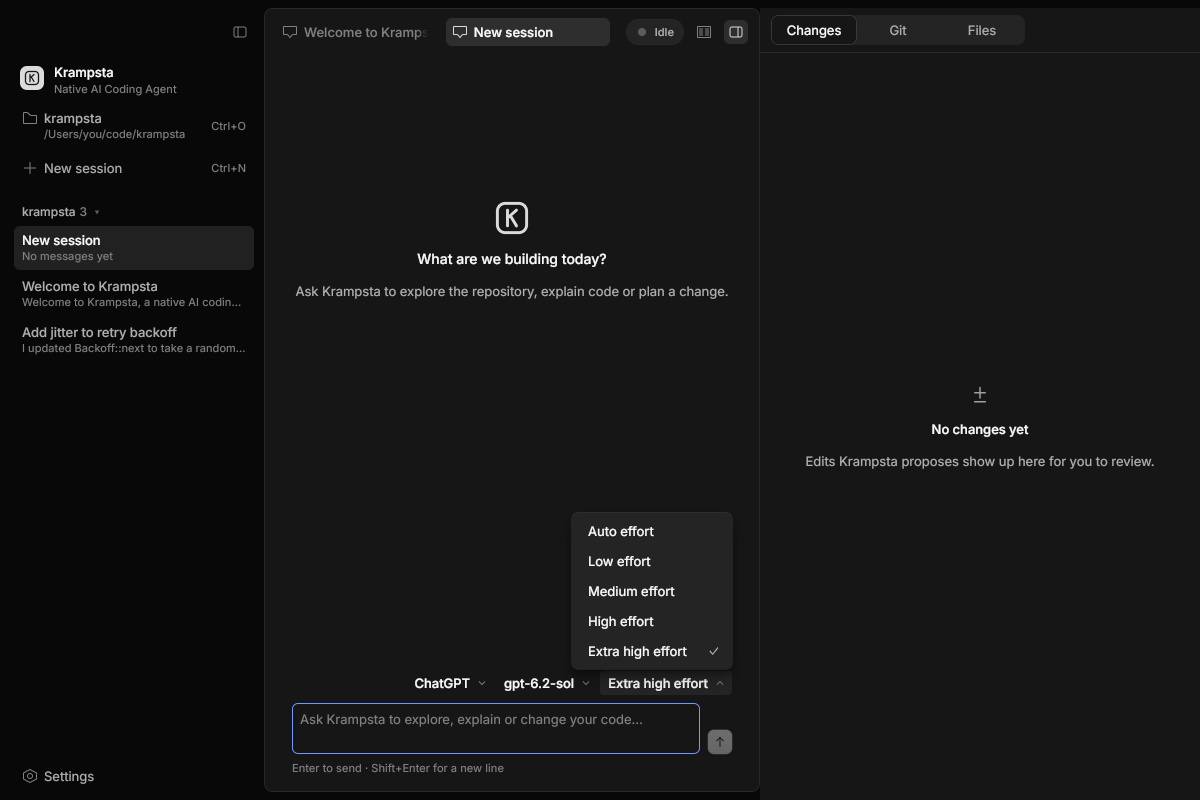 Krampsta
Native AI Coding Agent
krampsta
/Users/you/code/krampsta
Ctrl+O
New session
Ctrl+N
krampsta 3
New session
No messages yet
Welcome to Krampsta
Welcome to Krampsta, a native AI codin...
Add jitter to retry backoff
I updated Backoff::next to take a random...
Settings
Welcome to Kramps
New session
Idle
K
What are we building today?
Ask Krampsta to explore the repository, explain code or plan a change.
Auto effort
Low effort
Medium effort
High effort
Extra high effort
ChatGPT
gpt-6.2-sol
Extra high effort
Ask Krampsta to explore, explain or change your code...
Enter to send · Shift+Enter for a new line
Changes
Git
Files
No changes yet
Edits Krampsta proposes show up here for you to review.